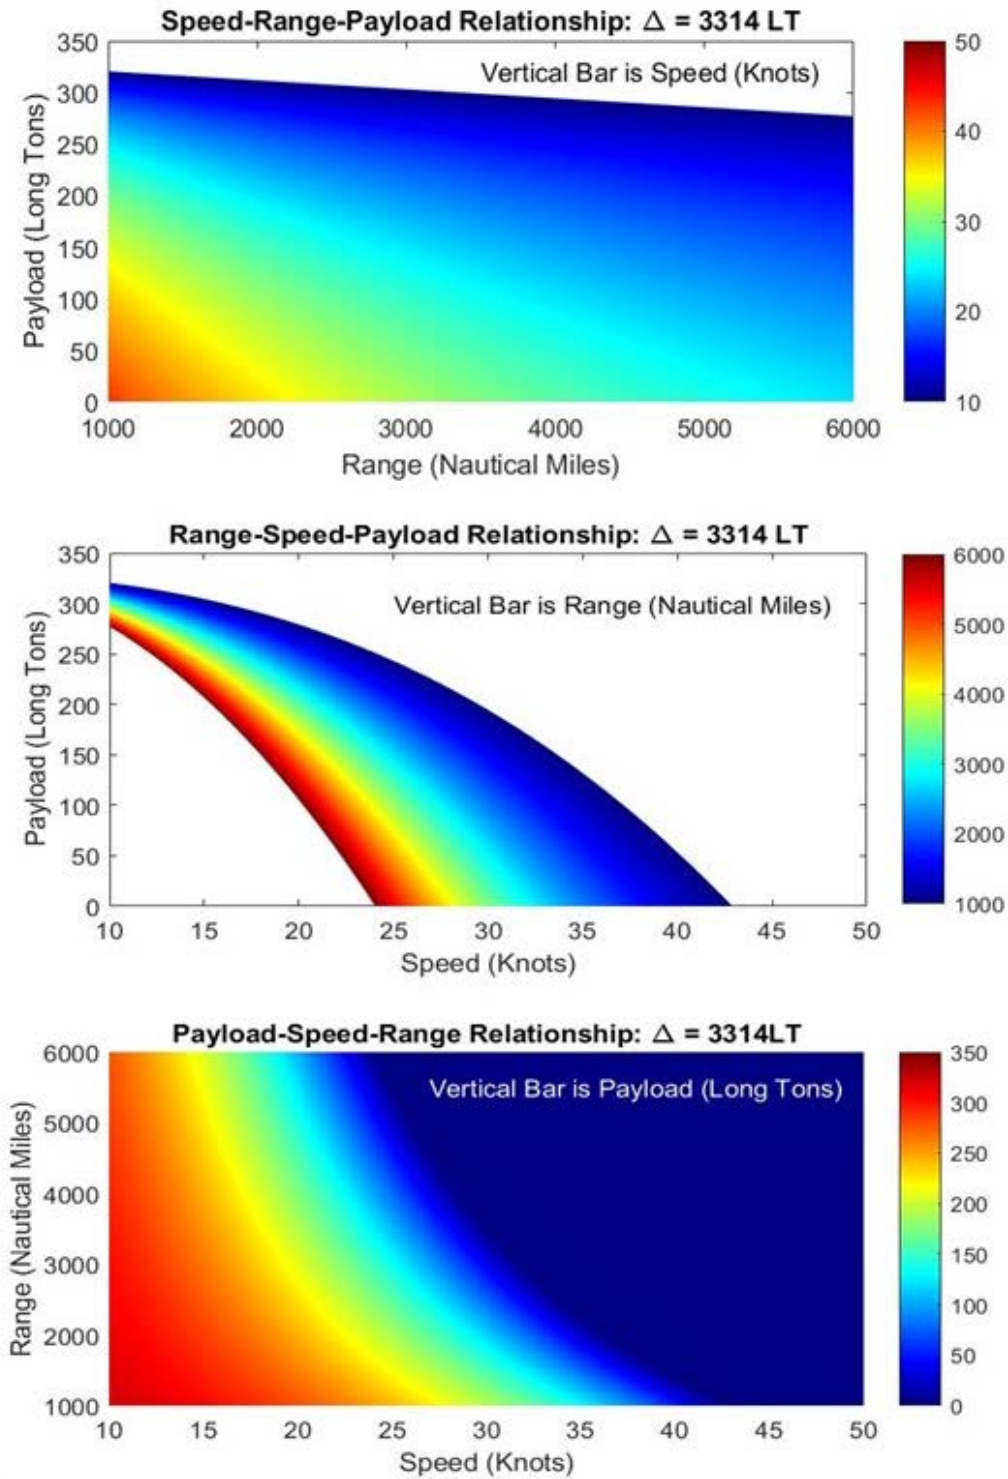 Speed-Range-Payload Relationship: Δ = 3314 LT
Vertical Bar is Speed (Knots)
Payload (Long Tons)
350
300
250
200
150
100
50
0
1000 2000 3000 4000 5000 6000
Range (Nautical Miles)
50
40
30
20
10
Range-Speed-Payload Relationship: Δ = 3314 LT
Vertical Bar is Range (Nautical Miles)
Payload (Long Tons)
350
300
250
200
150
100
50
0
10 15 20 25 30 35 40 45 50
Speed (Knots)
6000
5000
4000
3000
2000
1000
Payload-Speed-Range Relationship: Δ = 3314LT
Vertical Bar is Payload (Long Tons)
Range (Nautical Miles)
6000
5000
4000
3000
2000
1000
10 15 20 25 30 35 40 45 50
Speed (Knots)
350
300
250
200
150
100
50
0